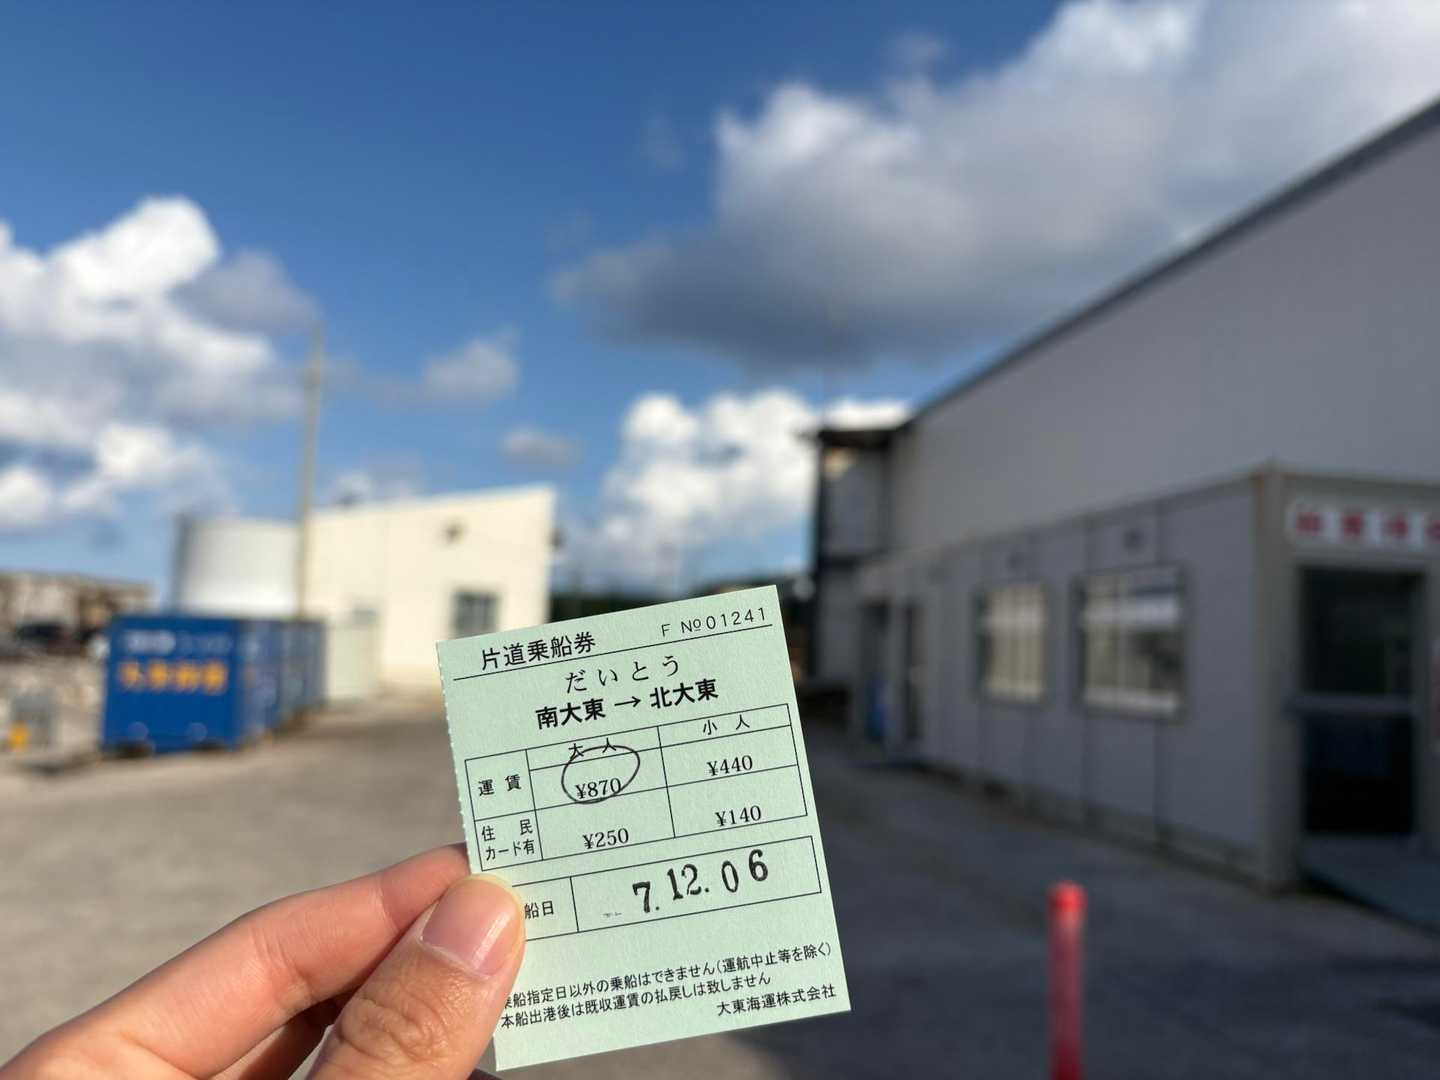 片道乗船券
F №01241
だいとう
南大東 → 北大東
大人 小人
運賃 ¥870 ¥440
住民カード有 ¥250 ¥140
船日 7.12.06
乗船指定日以外の乗船はできません(運航中止等を除く)
本船出港後は既収運賃の払戻しは致しません
大東海運株式会社
大東海運